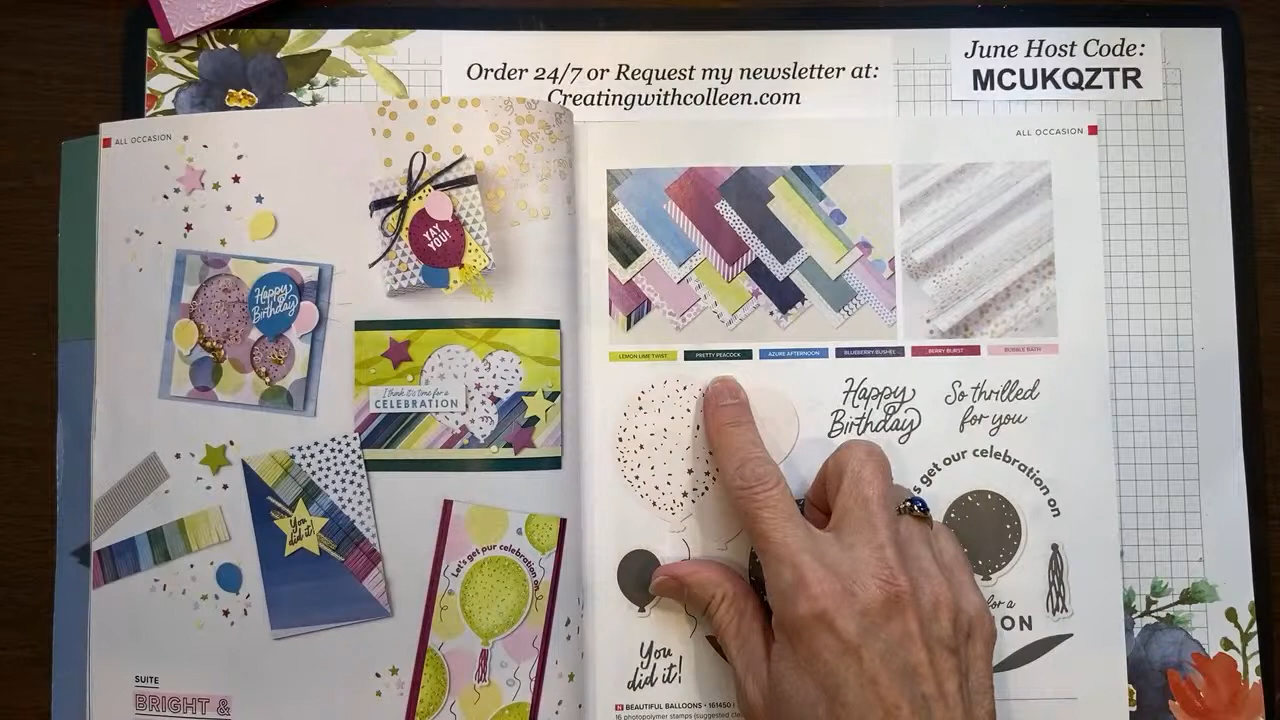 Order 24/7 or Request my newsletter at:
Creatingwithcolleen.com
June Host Code:
MCUKQZTR
ALL OCCASION
YAY
YOU!
Happy
Birthday
I think it's time for a
CELEBRATION
You
did it!
Let's get our celebration on
SUITE
BRIGHT &
ALL OCCASION
LEMON LIME TWIST
PRETTY PEACOCK
AZURE AFTERNOON
BLUEBERRY BUSHEL
BERRY BURST
BUBBLE BATH
Happy
Birthday
So thrilled
for you
get our celebration on
for a
ON
You
did it!
N BEAUTIFUL BALLOONS • 161450
16 photopolymer stamps (suggested